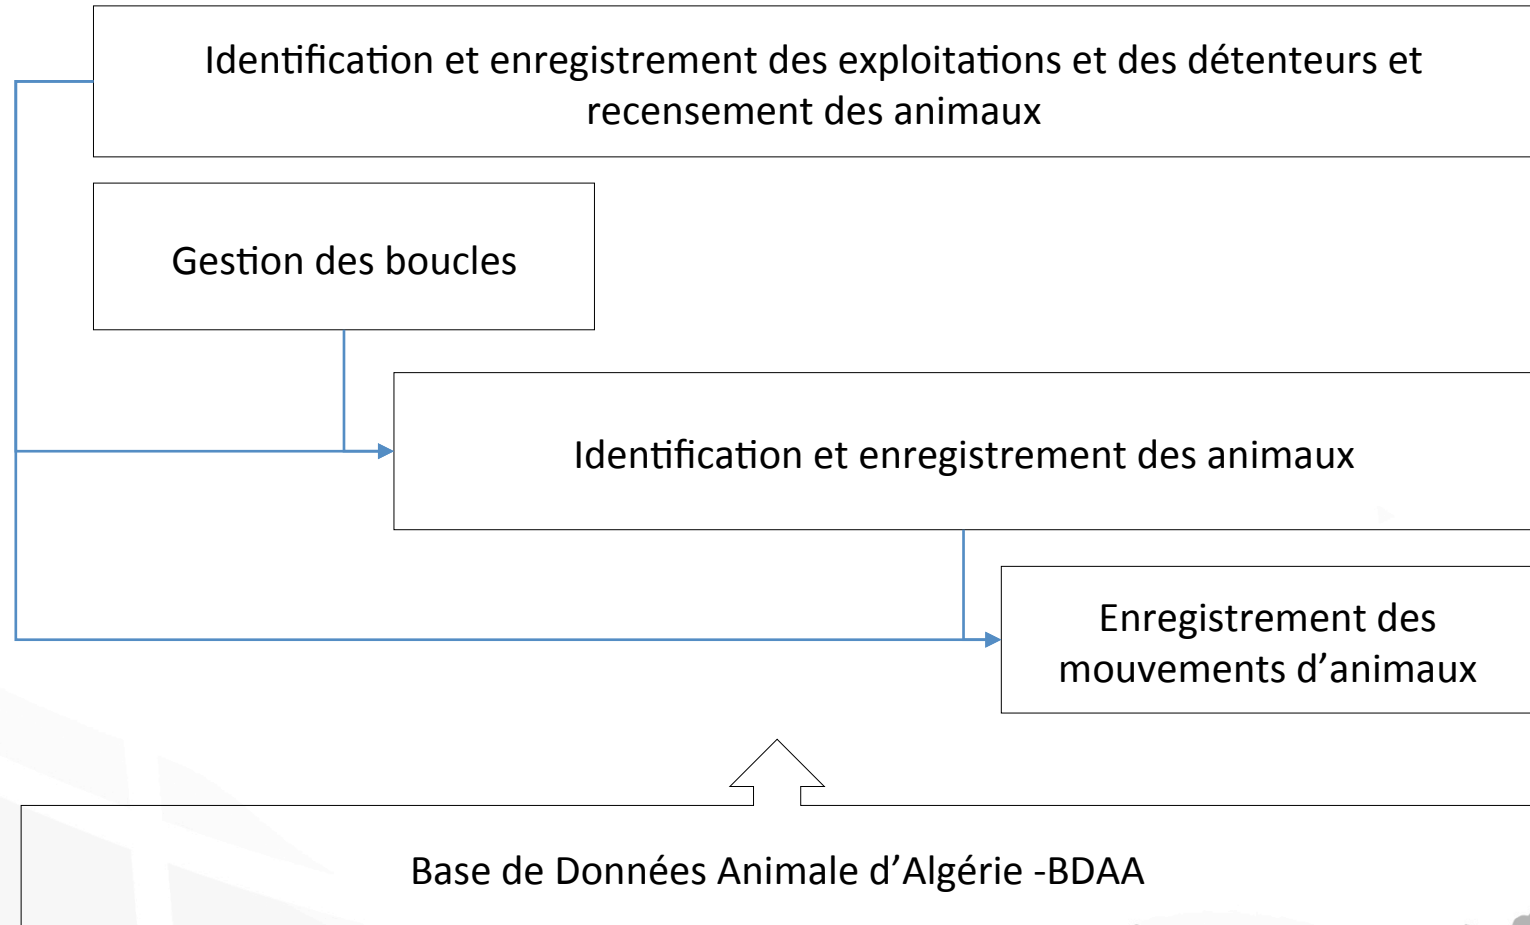 Identification et enregistrement des exploitations et des détenteurs et
recensement des animaux
Gestion des boucles
Identification et enregistrement des animaux
Enregistrement des
mouvements d’animaux
Base de Données Animale d’Algérie -BDAA